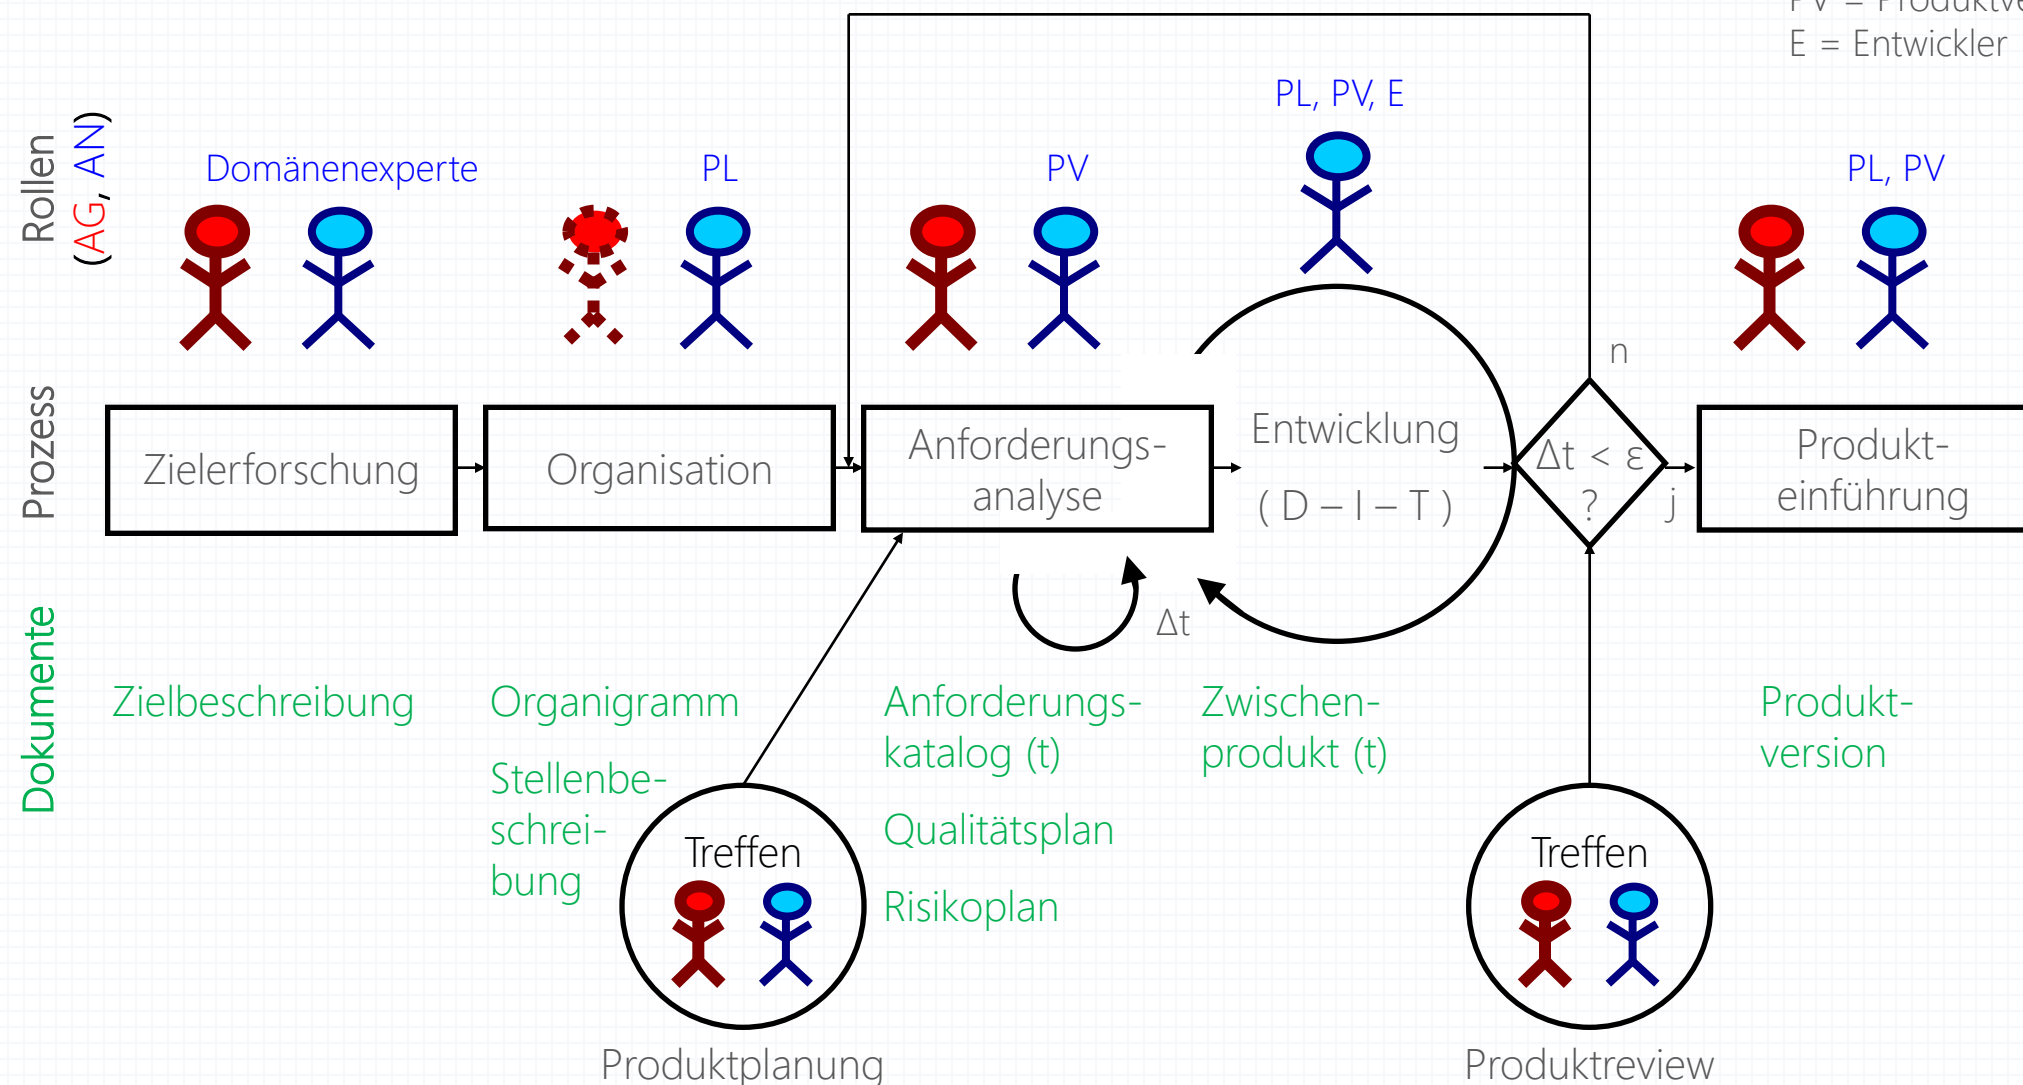 PV = Produktve
E = Entwickler
PL, PV, E
Rollen
(AG, AN)
Domänenexperte
PL
PV
PL, PV
n
Prozess
Zielerforschung
Organisation
Anforderungs-
analyse
Entwicklung
( D – I – T )
Δt < ε
?
j
Produkt-
einführung
Δt
Dokumente
Zielbeschreibung
Organigramm
Stellenbe-
schrei-
bung
Anforderungs-
katalog (t)
Qualitätsplan
Risikoplan
Zwischen-
produkt (t)
Produkt-
version
Treffen
Treffen
Produktplanung
Produktreview